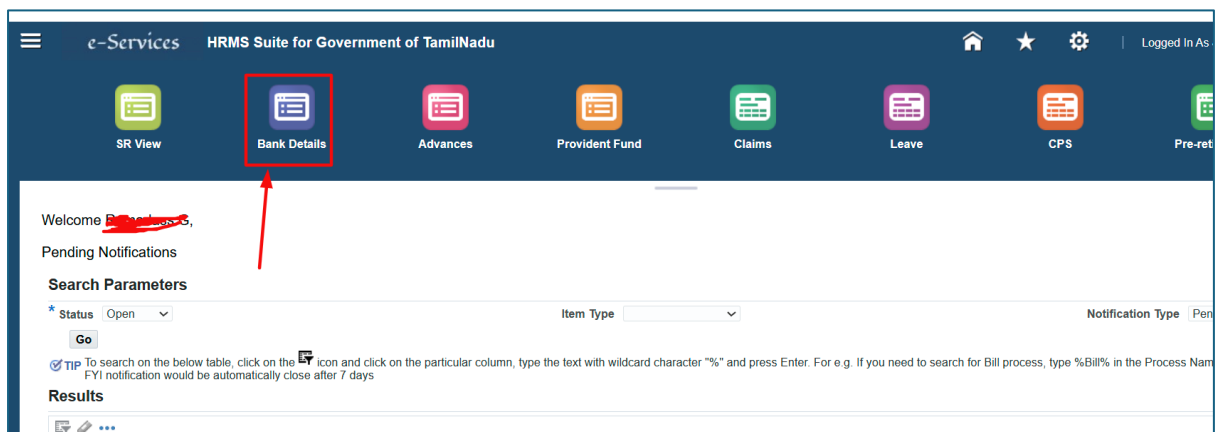 e-Services HRMS Suite for Government of TamilNadu Logged In As
SR View Bank Details Advances Provident Fund Claims Leave CPS
Welcome G,
Pending Notifications
Search Parameters
* Status Open Item Type Notification Type
Go
TIP To search on the below table, click on the icon and click on the particular column, type the text with wildcard character "%" and press Enter. For e.g. If you need to search for Bill process, type %Bill% in the Process
FYI notification would be automatically close after 7 days
Results